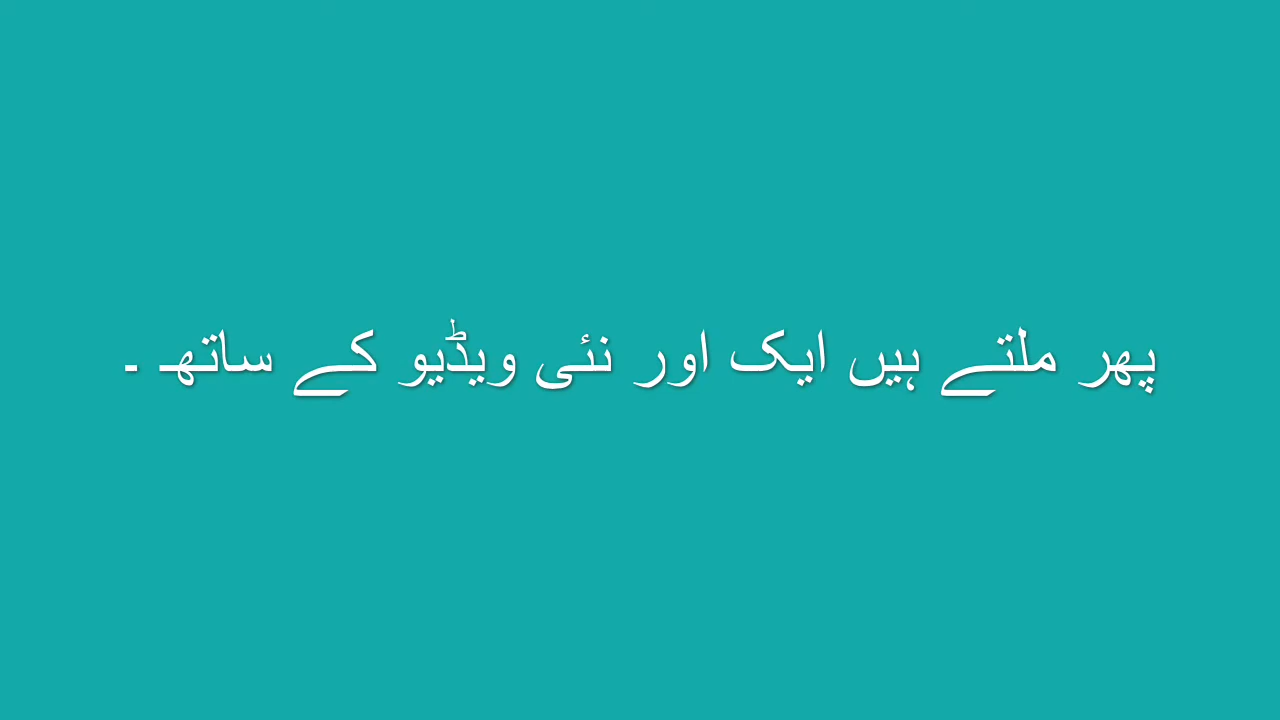 پھر ملتے ہیں ایک اور نئی ویڈیو کے ساتھ ۔